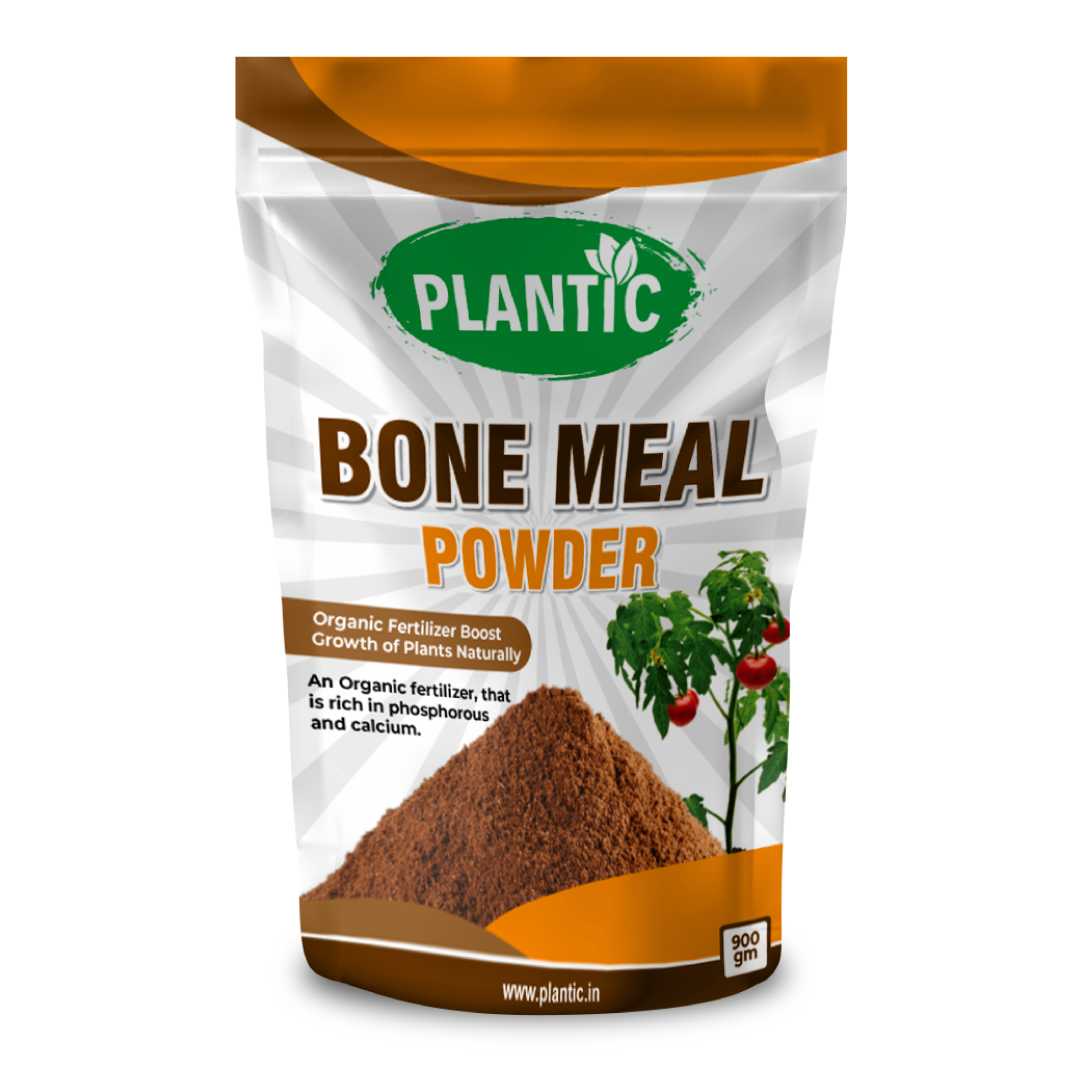 PLANTIC
BONE MEAL
POWDER
Organic Fertilizer Boost
Growth of Plants Naturally
An Organic fertilizer, that
is rich in phosphorous
and calcium.
900
gm
www.plantic.in